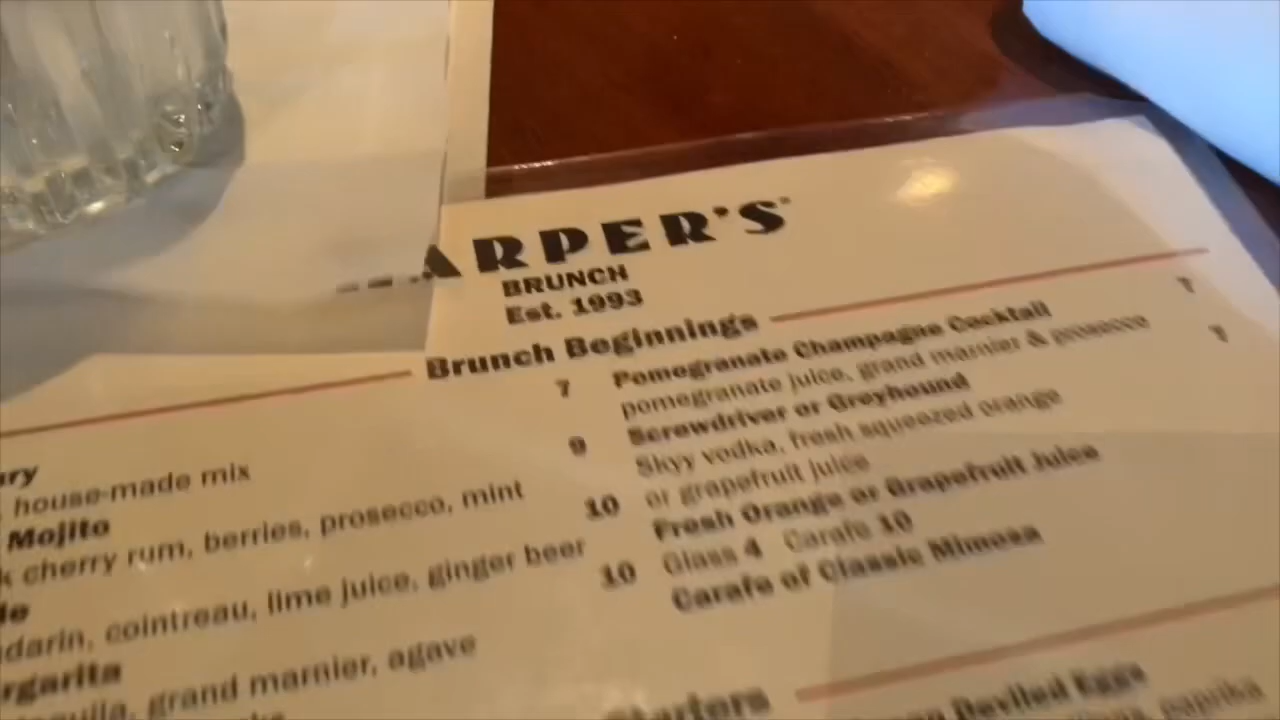 ARPER'S
BRUNCH
Est. 1993
Brunch Beginnings
7
house-made mix
9
Mojito
cherry rum, berries, prosecco, mint
10
darin, cointreau, lime juice, ginger beer
10
rgarita
equila, grand marnier, agave
Pomegranate Champagne Cocktail 7
pomegranate juice, grand marnier & prosecco
Screwdriver or Greyhound 7
Skyy vodka, fresh squeezed orange
or grapefruit juice
Fresh Orange or Grapefruit Juice
Glass 4 Carafe 10
Carafe of Classic Mimosa
Starters
Deviled Eggs
paprika